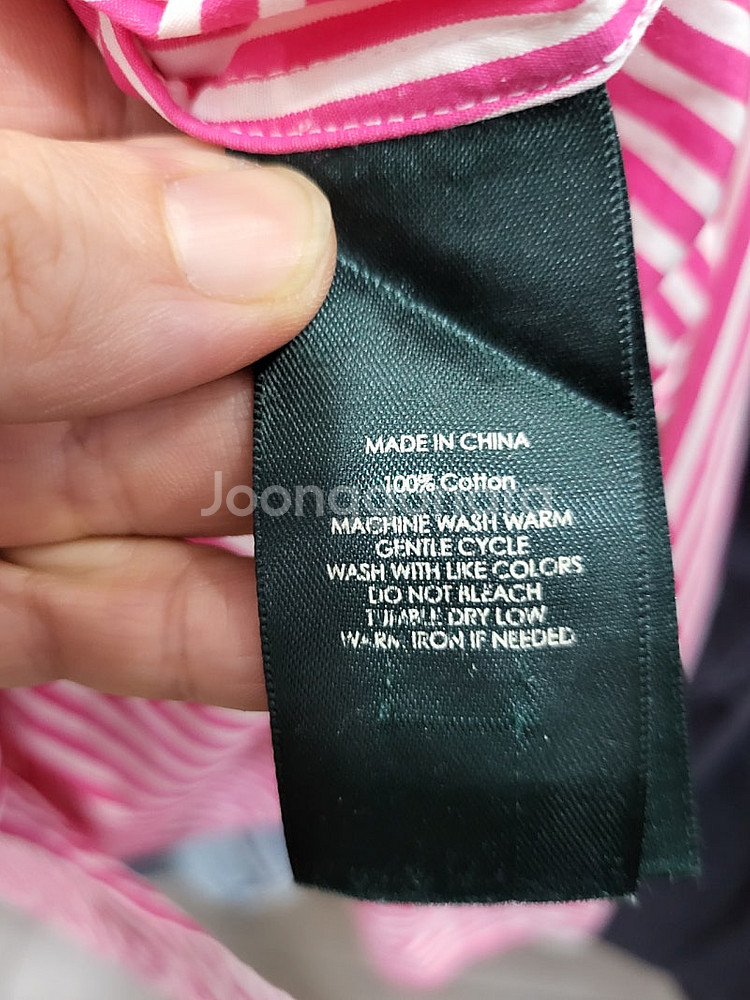 MADE IN CHINA
100% Cotton
Joonggonara
MACHINE WASH WARM
GENTLE CYCLE
WASH WITH LIKE COLORS
DO NOT BLEACH
TUMBLE DRY LOW
WARM IRON IF NEEDED